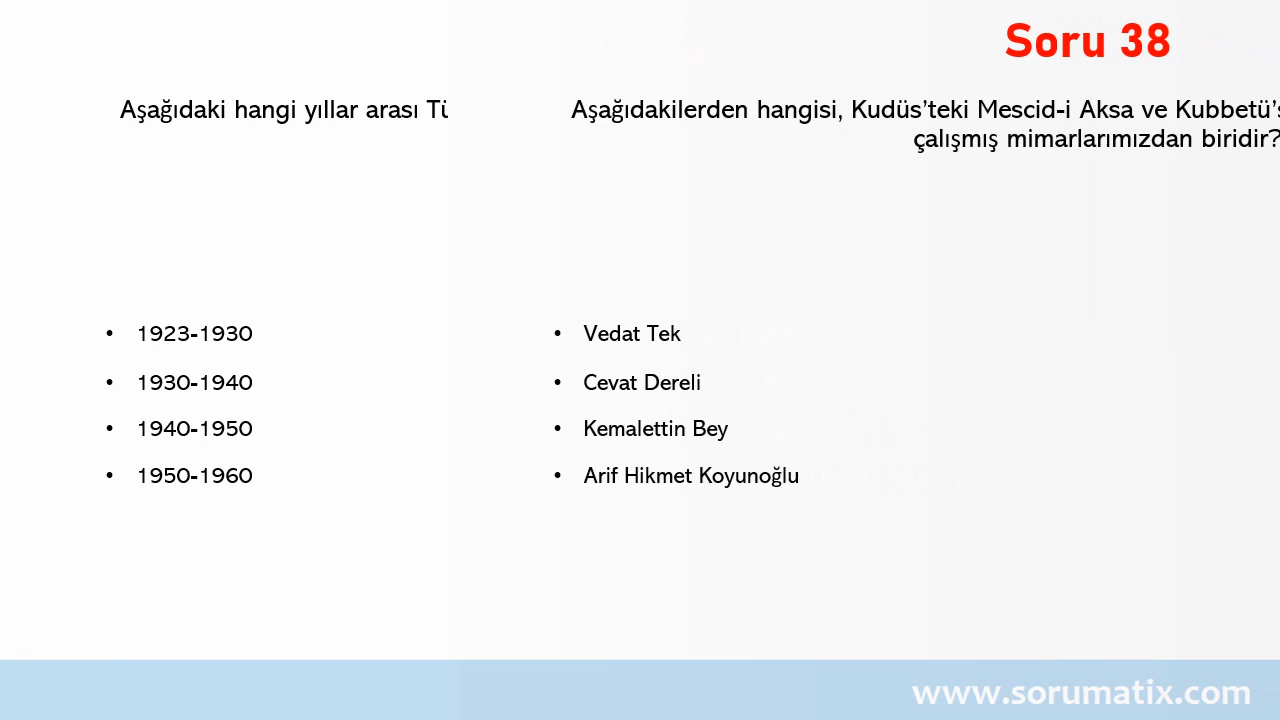 Soru 38
Aşağıdaki hangi yıllar arası Tü
Aşağıdakilerden hangisi, Kudüs'teki Mescid-i Aksa ve Kubbetü's
çalışmış mimarlarımızdan biridir?
• 1923-1930
• 1930-1940
• 1940-1950
• 1950-1960
• Vedat Tek
• Cevat Dereli
• Kemalettin Bey
• Arif Hikmet Koyunoğlu
www.sorumatix.com